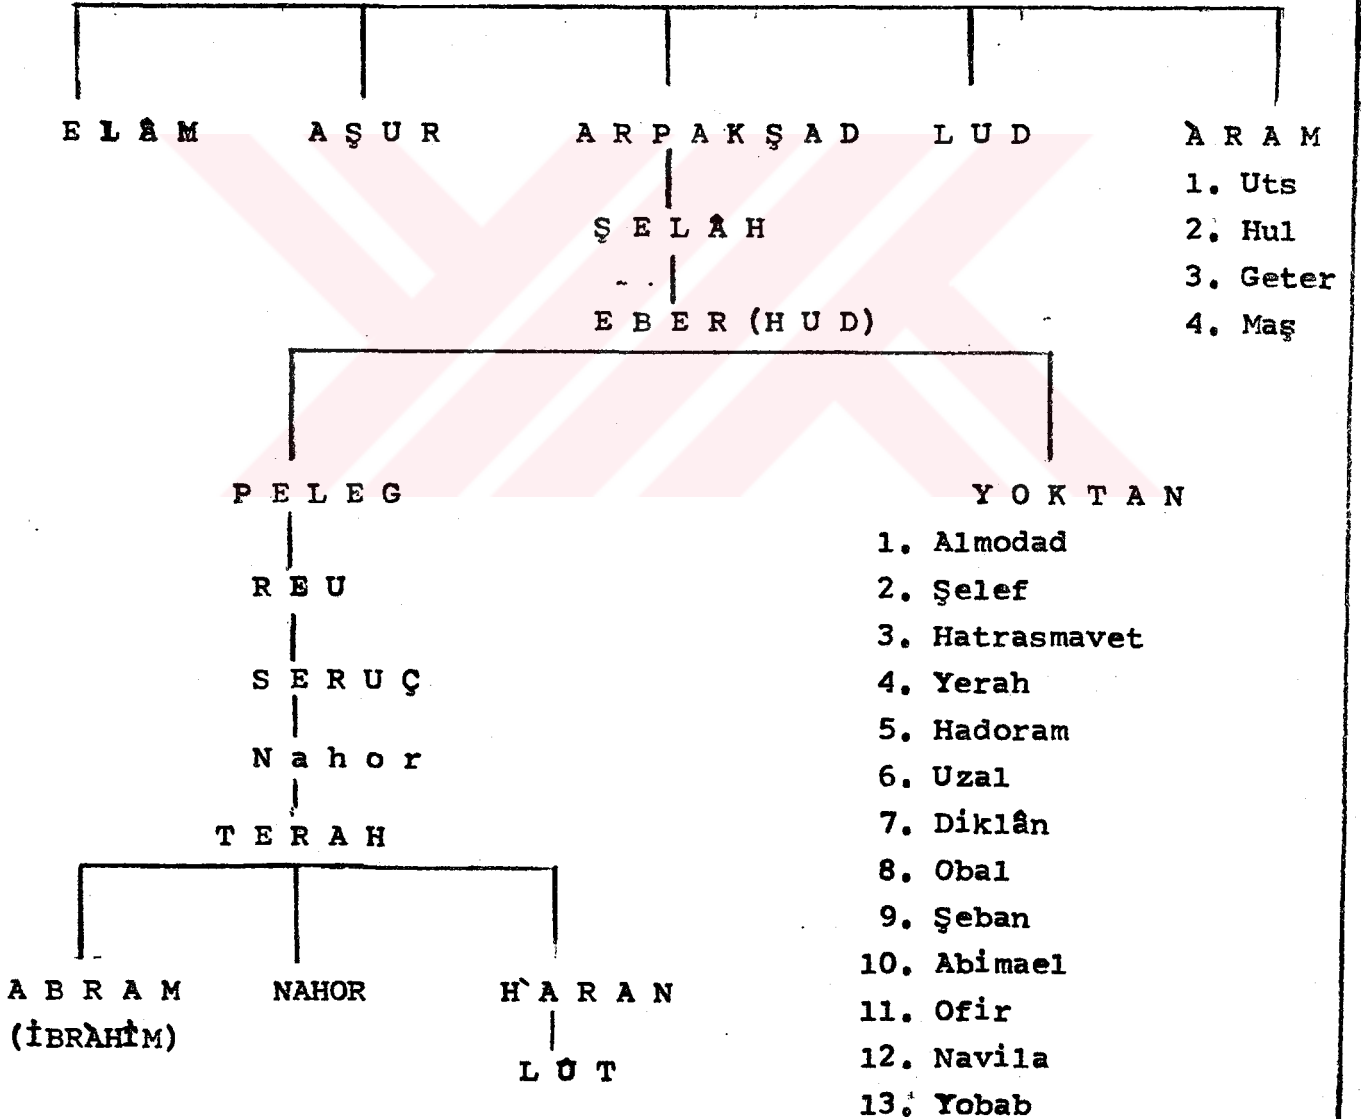 E L Â M A Ş U R A R P A K Ş A D L U D À R A M
1. Uts
2. Hul
3. Geter
4. Maş
Ş E L Â H
E B E R (H U D)
P E L E G
R E U
S E R U Ç
N a h o r
T E R A H
A B R A M
(İBRÀHİM)
NAHOR
H`A R A N
L Û T
Y O K T A N
1. Almodad
2. Şelef
3. Hatrasmavet
4. Yerah
5. Hadoram
6. Uzal
7. Diklân
8. Obal
9. Şeban
10. Abimael
11. Ofir
12. Navila
13. Yobab